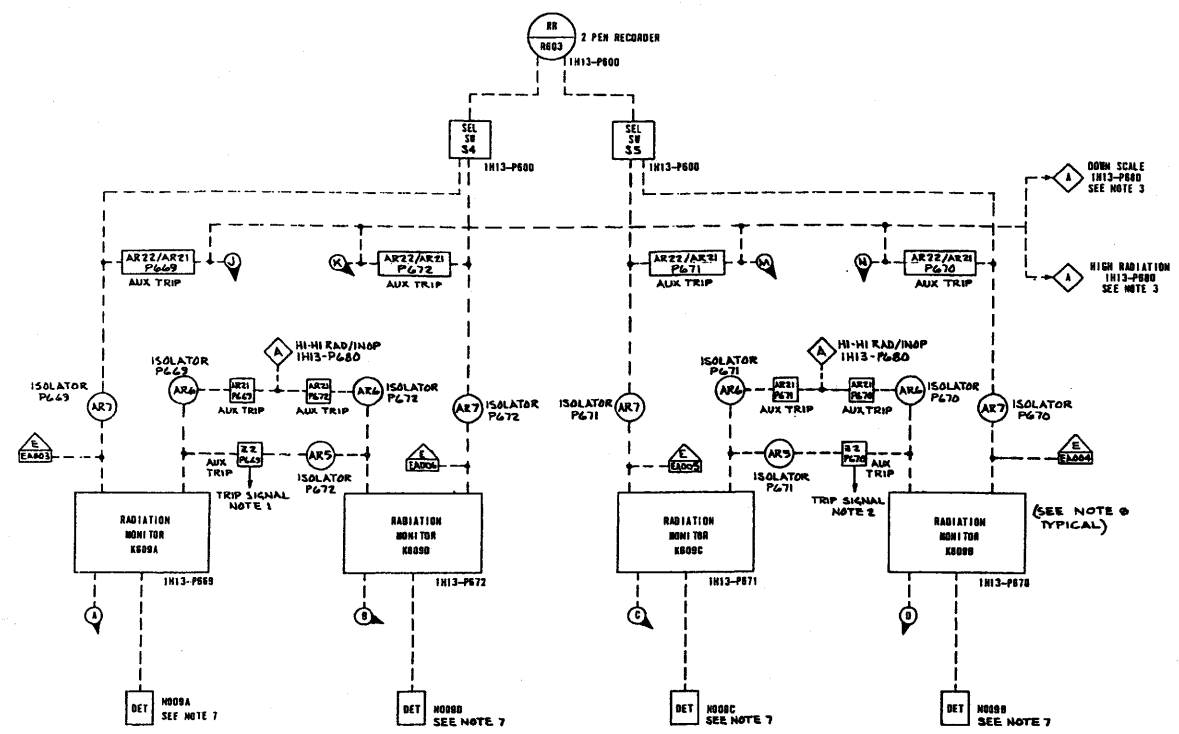 RR
R603
2 PEN RECORDER
1H13-P600
SEL
SW
S4
1H13-P600
SEL
SW
S5
1H13-P600
A
DOWN SCALE
1H13-P680
SEE NOTE 3
AR22/AR21
P669
AUX TRIP
J
K
AR22/AR21
P672
AUX TRIP
AR22/AR21
P671
AUX TRIP
M
N
AR22/AR21
P670
AUX TRIP
A
HIGH RADIATION
1H13-P680
SEE NOTE 3
ISOLATOR
P669
AR7
ISOLATOR
P669
AR6
AR21
P669
AUX TRIP
A
HI-HI RAD/INOP
1H13-P680
AR21
P672
AUX TRIP
AR6
ISOLATOR
P672
AR7
ISOLATOR
P672
ISOLATOR
P671
AR7
ISOLATOR
P671
AR6
AR21
P671
AUX TRIP
A
HI-HI RAD/INOP
1H13-P680
AR21
P670
AUX TRIP
AR6
ISOLATOR
P670
AR7
ISOLATOR
P670
E
EA003
AUX
TRIP
Z2
P669
TRIP SIGNAL
NOTE 1
AR5
ISOLATOR
P672
E
EA006
E
EA005
AR5
ISOLATOR
P671
Z2
P670
AUX
TRIP
TRIP SIGNAL
NOTE 2
E
EA004
RADIATION
MONITOR
K609A
1H13-P669
RADIATION
MONITOR
K609D
1H13-P672
RADIATION
MONITOR
K609C
1H13-P671
RADIATION
MONITOR
K609B
1H13-P670
(SEE NOTE 8
TYPICAL)
A
B
C
D
DET
N009A
SEE NOTE 7
DET
N009D
SEE NOTE 7
DET
N009C
SEE NOTE 7
DET
N009B
SEE NOTE 7